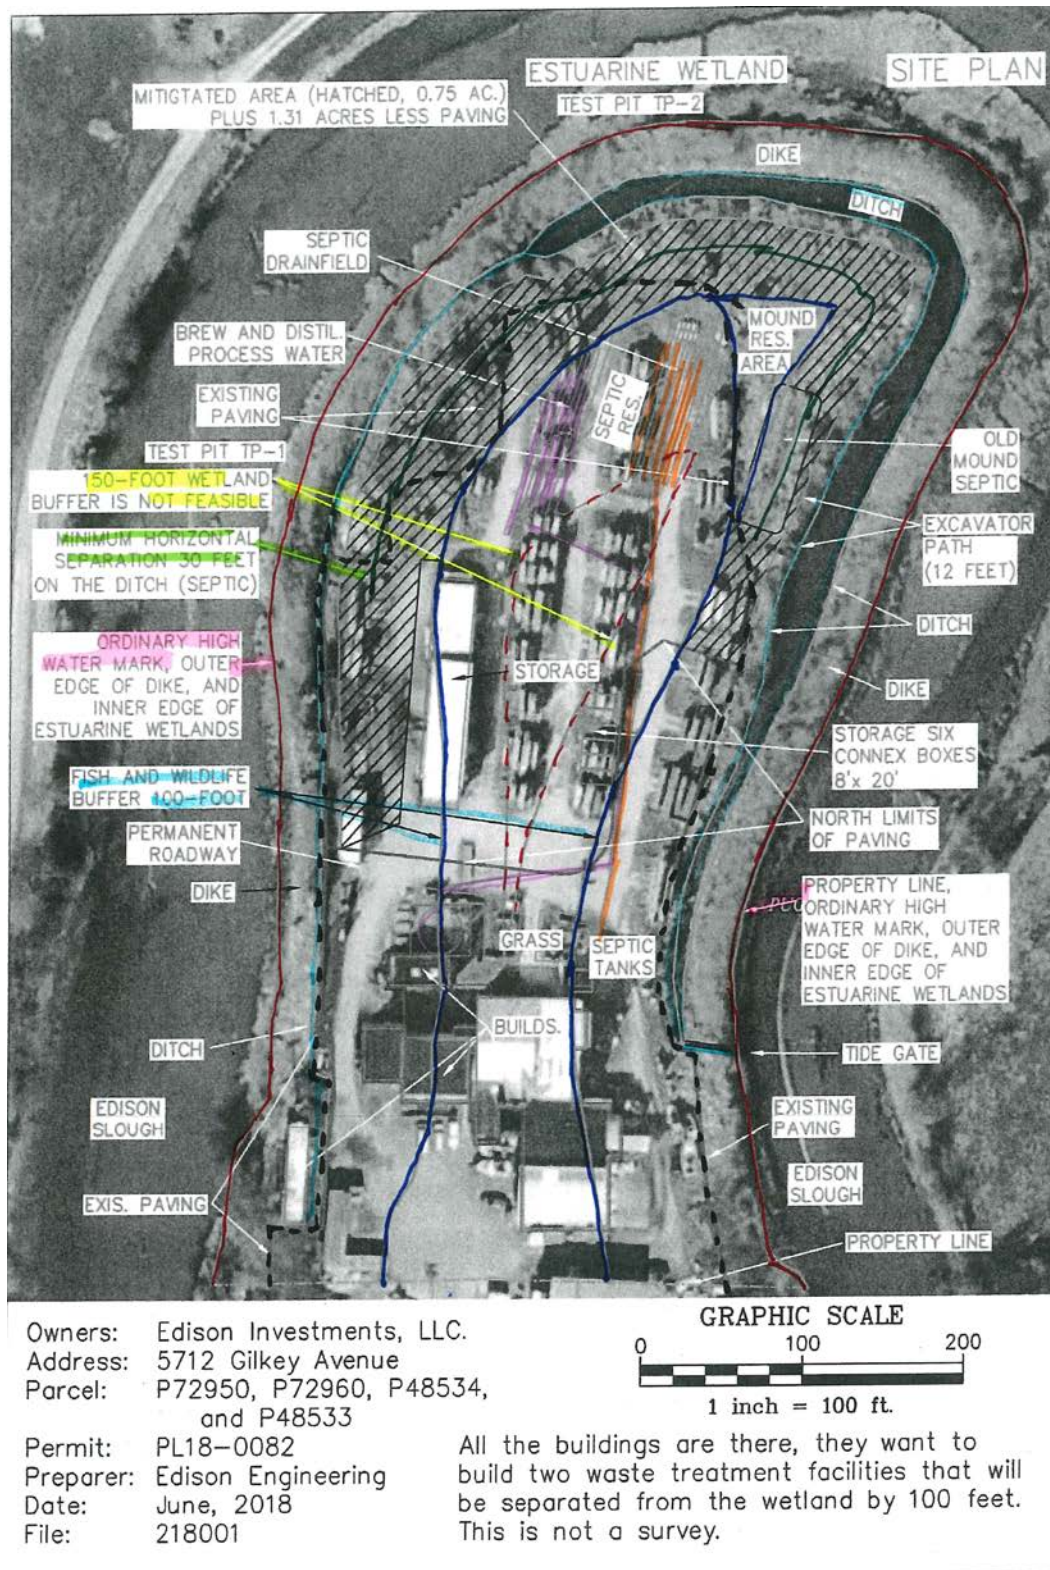 ESTUARINE WETLAND
SITE PLAN
MITIGTATED AREA (HATCHED, 0.75 AC.)
PLUS 1.31 ACRES LESS PAVING
TEST PIT TP-2
DIKE
DITCH
SEPTIC
DRAINFIELD
BREW AND DISTIL.
PROCESS WATER
MOUND
RES.
AREA
EXISTING
PAVING
SEPTIC
RES.
TEST PIT TP-1
OLD
MOUND
SEPTIC
150-FOOT WETLAND
BUFFER IS NOT FEASIBLE
EXCAVATOR
PATH
(12 FEET)
MINIMUM HORIZONTAL
SEPARATION 30 FEET
ON THE DITCH (SEPTIC)
DITCH
ORDINARY HIGH
WATER MARK, OUTER
EDGE OF DIKE, AND
INNER EDGE OF
ESTUARINE WETLANDS
STORAGE
DIKE
STORAGE SIX
CONNEX BOXES
8'x 20'
FISH AND WILDLIFE
BUFFER 100-FOOT
NORTH LIMITS
OF PAVING
PERMANENT
ROADWAY
DIKE
PROPERTY LINE,
ORDINARY HIGH
WATER MARK, OUTER
EDGE OF DIKE, AND
INNER EDGE OF
ESTUARINE WETLANDS
GRASS
SEPTIC
TANKS
BUILDS.
DITCH
TIDE GATE
EDISON
SLOUGH
EXISTING
PAVING
EDISON
SLOUGH
EXIS. PAVING
PROPERTY LINE
Owners: Edison Investments, LLC.
Address: 5712 Gilkey Avenue
Parcel: P72950, P72960, P48534,
and P48533
Permit: PL18-0082
Preparer: Edison Engineering
Date: June, 2018
File: 218001
GRAPHIC SCALE
0 100 200
1 inch = 100 ft.
All the buildings are there, they want to
build two waste treatment facilities that will
be separated from the wetland by 100 feet.
This is not a survey.